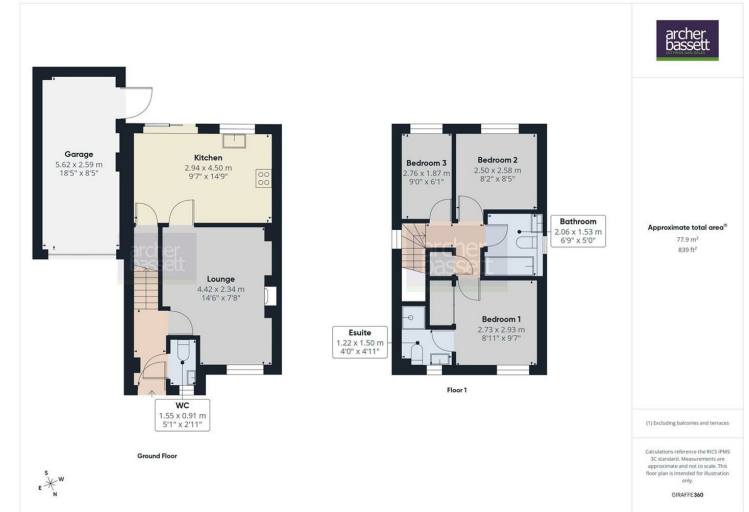 archer
bassett
Garage
5.62 x 2.59 m
18'5" x 8'5"
Kitchen
2.94 x 4.50 m
9'7" x 14'9"
Lounge
4.42 x 2.34 m
14'6" x 7'8"
WC
1.55 x 0.91 m
5'1" x 2'11"
Ground Floor
archer
bassett
Bedroom 3
2.76 x 1.87 m
9'0" x 6'1"
Bedroom 2
2.50 x 2.58 m
8'2" x 8'5"
Bathroom
2.06 x 1.53 m
6'9" x 5'0"
Bedroom 1
2.73 x 2.93 m
8'11" x 9'7"
Esuite
1.22 x 1.50 m
4'0" x 4'11"
Floor 1
archer
bassett
Approximate total area(1)
77.9 m²
839 ft²
(1) Excluding balconies and terraces
Calculations reference the RICS IPMS
3C standard. Measurements are
approximate and not to scale. This
floor plan is intended for illustration
only.
GIRAFFE360
S
W
E
N